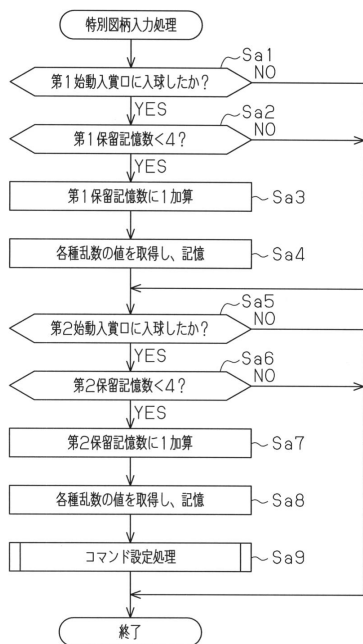 特別図柄入力処理
Sa1
第1始動入賞口に入球したか?
NO
YES
Sa2
第1保留記憶数<4?
NO
YES
第1保留記憶数に1加算
Sa3
各種乱数の値を取得し、記憶
Sa4
Sa5
第2始動入賞口に入球したか?
NO
YES
Sa6
第2保留記憶数<4?
NO
YES
第2保留記憶数に1加算
Sa7
各種乱数の値を取得し、記憶
Sa8
コマンド設定処理
Sa9
終了